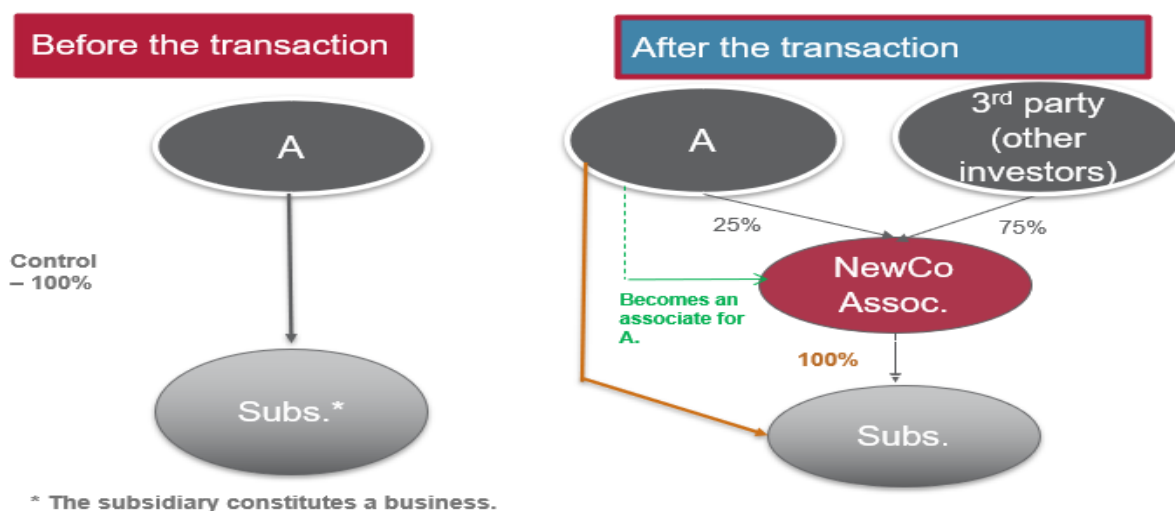 Before the transaction
After the transaction
A
A
3rd party
(other
investors)
Control
– 100%
25%
75%
NewCo
Assoc.
Becomes an
associate for
A.
100%
Subs.*
Subs.
* The subsidiary constitutes a business.